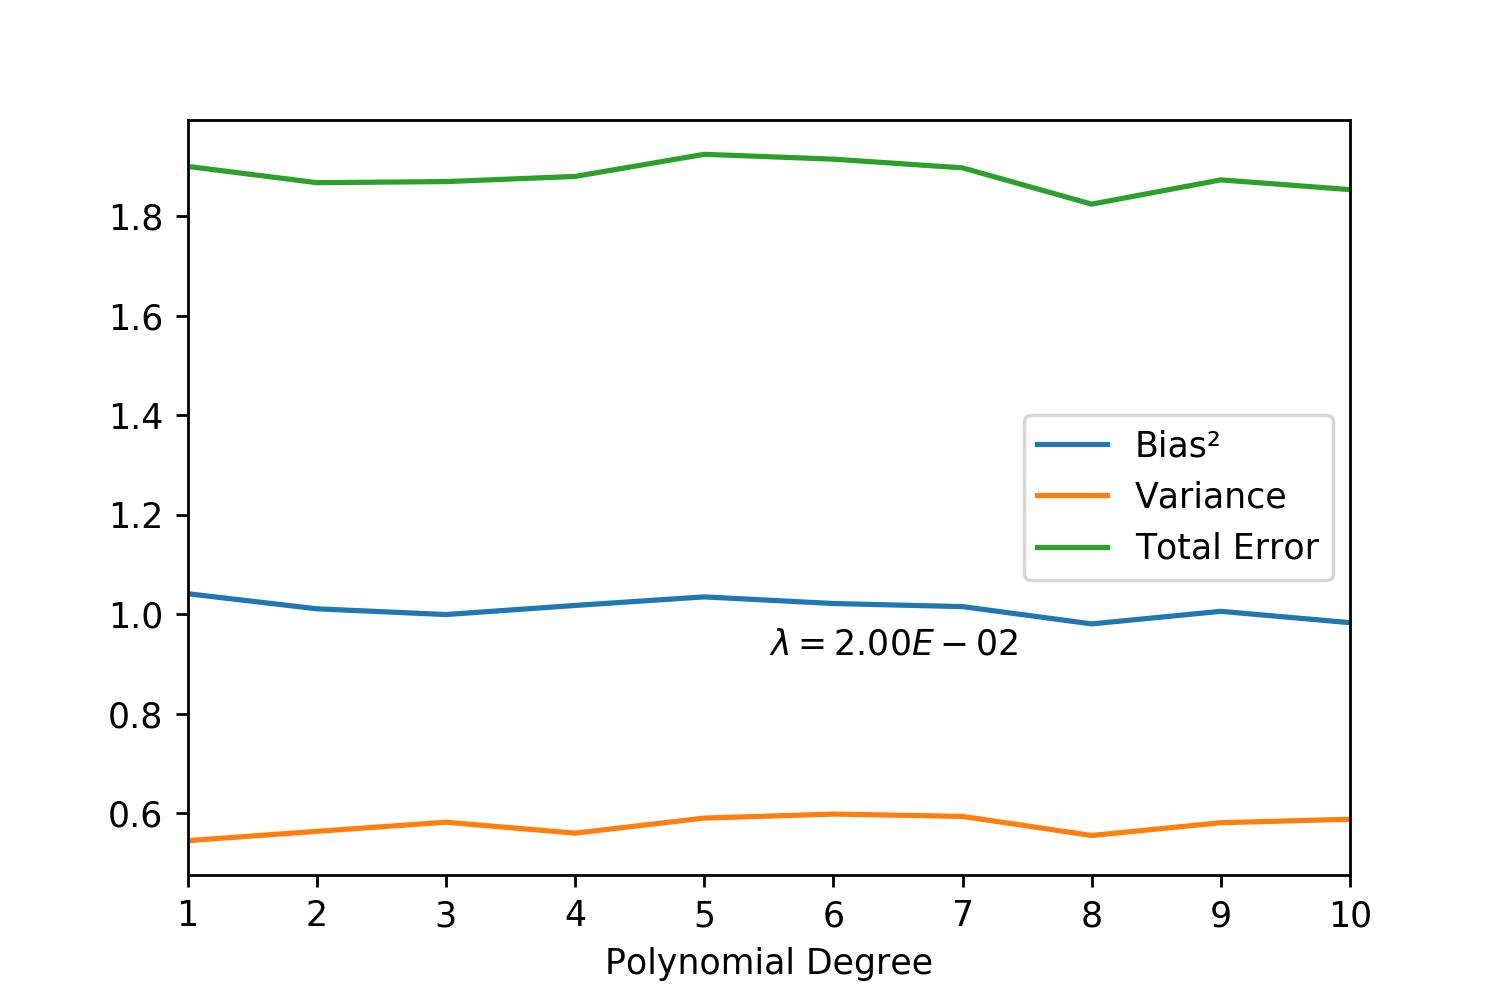 1.8
1.6
1.4
1.2
1.0
0.8
0.6
Bias²
Variance
Total Error
λ = 2.00E − 02
1 2 3 4 5 6 7 8 9 10
Polynomial Degree